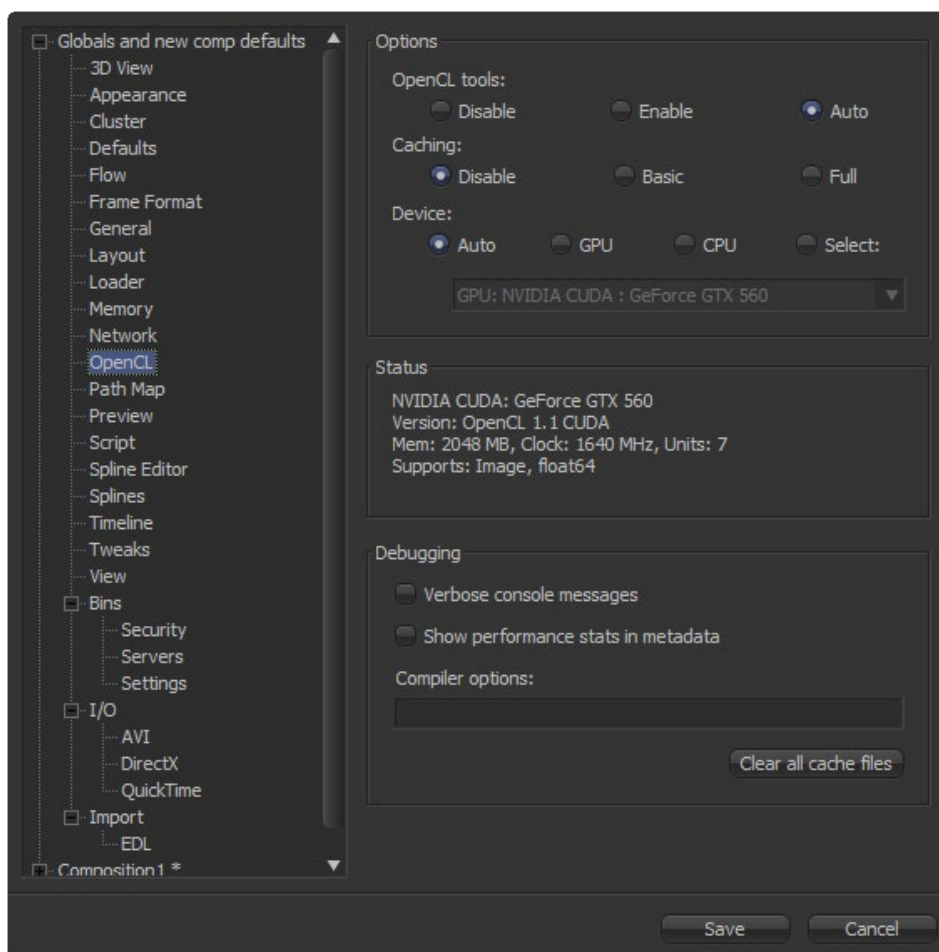 Globals and new comp defaults
3D View
Appearance
Cluster
Defaults
Flow
Frame Format
General
Layout
Loader
Memory
Network
OpenCL
Path Map
Preview
Script
Spline Editor
Splines
Timeline
Tweaks
View
Bins
Security
Servers
Settings
I/O
AVI
DirectX
QuickTime
Import
EDL
Composition1 *
Options
OpenCL tools:
Disable Enable Auto
Caching:
Disable Basic Full
Device:
Auto GPU CPU Select:
GPU: NVIDIA CUDA : GeForce GTX 560
Status
NVIDIA CUDA: GeForce GTX 560
Version: OpenCL 1.1 CUDA
Mem: 2048 MB, Clock: 1640 MHz, Units: 7
Supports: Image, float64
Debugging
Verbose console messages
Show performance stats in metadata
Compiler options:
Clear all cache files
Save Cancel